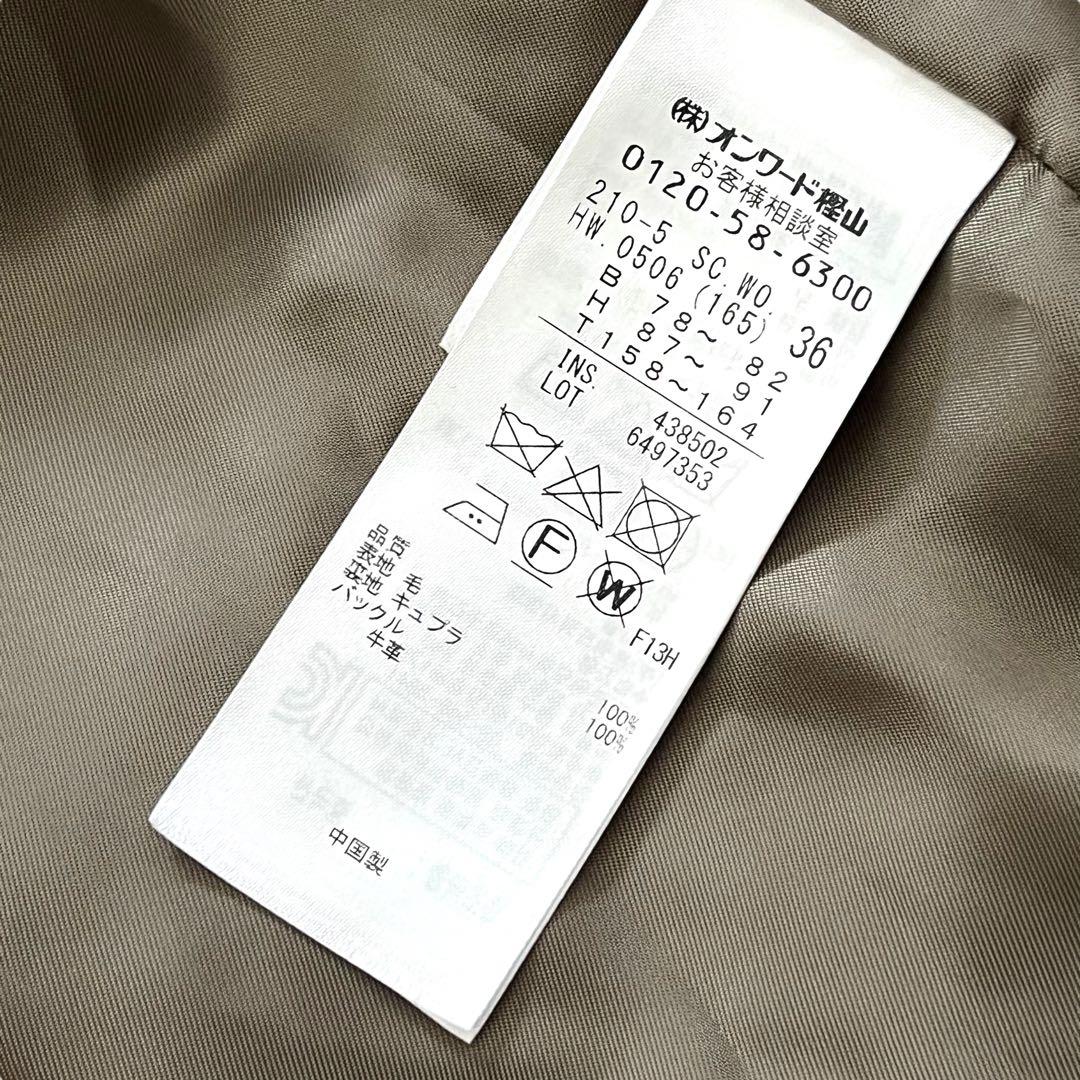 (株)オンワード樫山
お客様相談室
0120-58-6300
210-5 SC.WO.
HW.0506(165) 36
B 78～ 82
H 87～ 91
T158～164
INS. 438502
LOT 6497353
F
W
F13H
品質
表地 毛 100%
裏地 キュプラ 100%
バックル
牛革
中国製